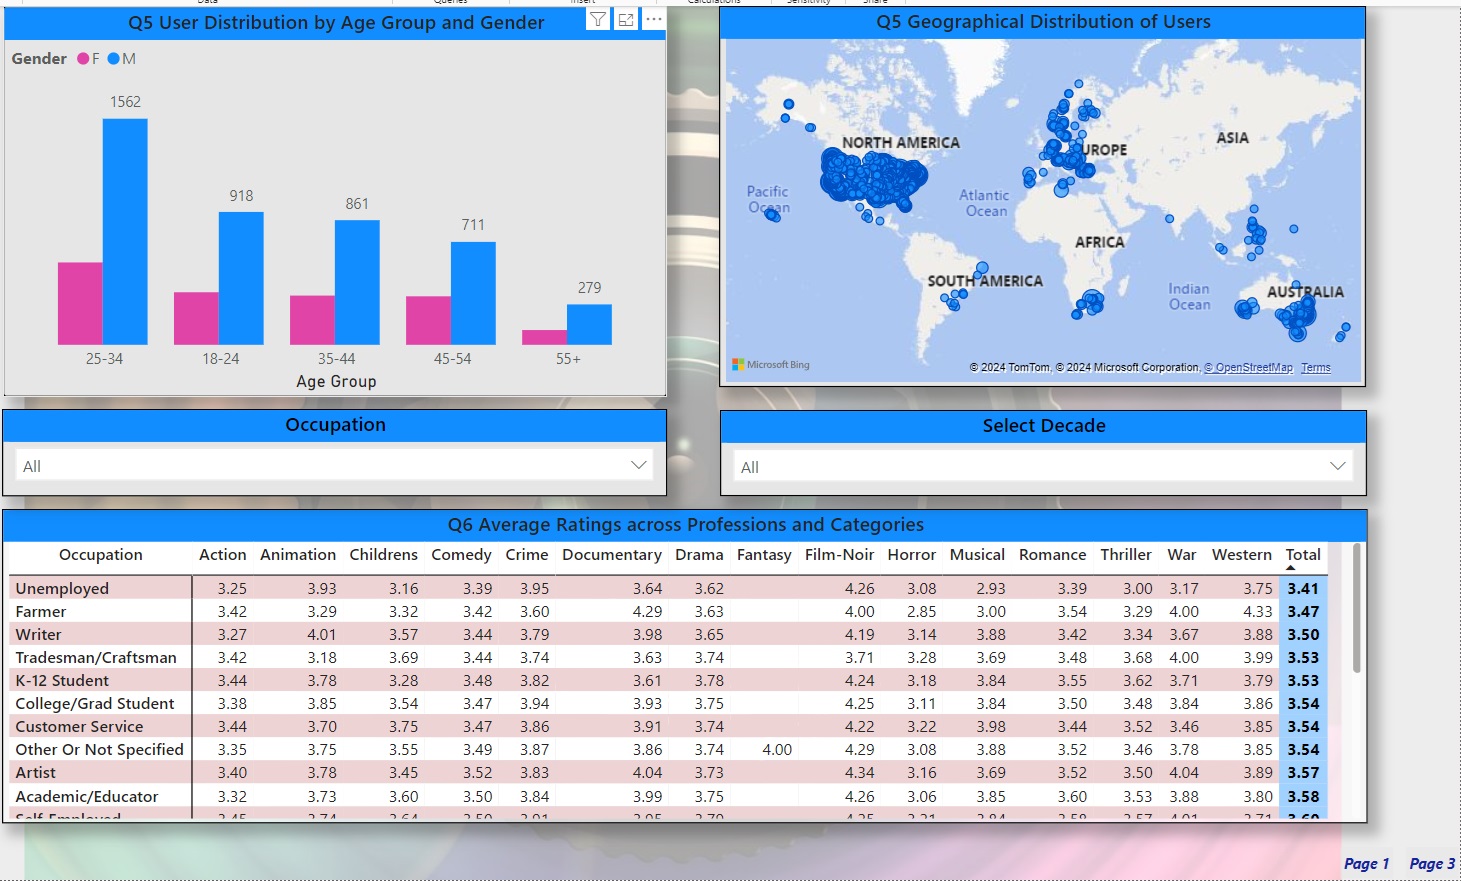 Data Queries Insert Calculations Sensitivity Share
Q5 User Distribution by Age Group and Gender
Gender F M
1562
918
861
711
279
25-34 18-24 35-44 45-54 55+
Age Group
Q5 Geographical Distribution of Users
NORTH AMERICA
ASIA
UROPE
Pacific
Ocean
Atlantic
Ocean
AFRICA
SOUTH AMERICA
Indian
Ocean
AUSTRALIA
Microsoft Bing
© 2024 TomTom, © 2024 Microsoft Corporation, © OpenStreetMap Terms
Occupation
All
Select Decade
All
Q6 Average Ratings across Professions and Categories
Occupation Action Animation Childrens Comedy Crime Documentary Drama Fantasy Film-Noir Horror Musical Romance Thriller War Western Total
Unemployed 3.25 3.93 3.16 3.39 3.95 3.64 3.62 4.26 3.08 2.93 3.39 3.00 3.17 3.75 3.41
Farmer 3.42 3.29 3.32 3.42 3.60 4.29 3.63 4.00 2.85 3.00 3.54 3.29 4.00 4.33 3.47
Writer 3.27 4.01 3.57 3.44 3.79 3.98 3.65 4.19 3.14 3.88 3.42 3.34 3.67 3.88 3.50
Tradesman/Craftsman 3.42 3.18 3.69 3.44 3.74 3.63 3.74 3.71 3.28 3.69 3.48 3.68 4.00 3.99 3.53
K-12 Student 3.44 3.78 3.28 3.48 3.82 3.61 3.78 4.24 3.18 3.84 3.55 3.62 3.71 3.79 3.53
College/Grad Student 3.38 3.85 3.54 3.47 3.94 3.93 3.75 4.25 3.11 3.84 3.50 3.48 3.84 3.86 3.54
Customer Service 3.44 3.70 3.75 3.47 3.86 3.91 3.74 4.22 3.22 3.98 3.44 3.52 3.46 3.85 3.54
Other Or Not Specified 3.35 3.75 3.55 3.49 3.87 3.86 3.74 4.00 4.29 3.08 3.88 3.52 3.46 3.78 3.85 3.54
Artist 3.40 3.78 3.45 3.52 3.83 4.04 3.73 4.34 3.16 3.69 3.52 3.50 4.04 3.89 3.57
Academic/Educator 3.32 3.73 3.60 3.50 3.84 3.99 3.75 4.26 3.06 3.85 3.60 3.53 3.88 3.80 3.58
Self-Employed
Page 1 Page 3